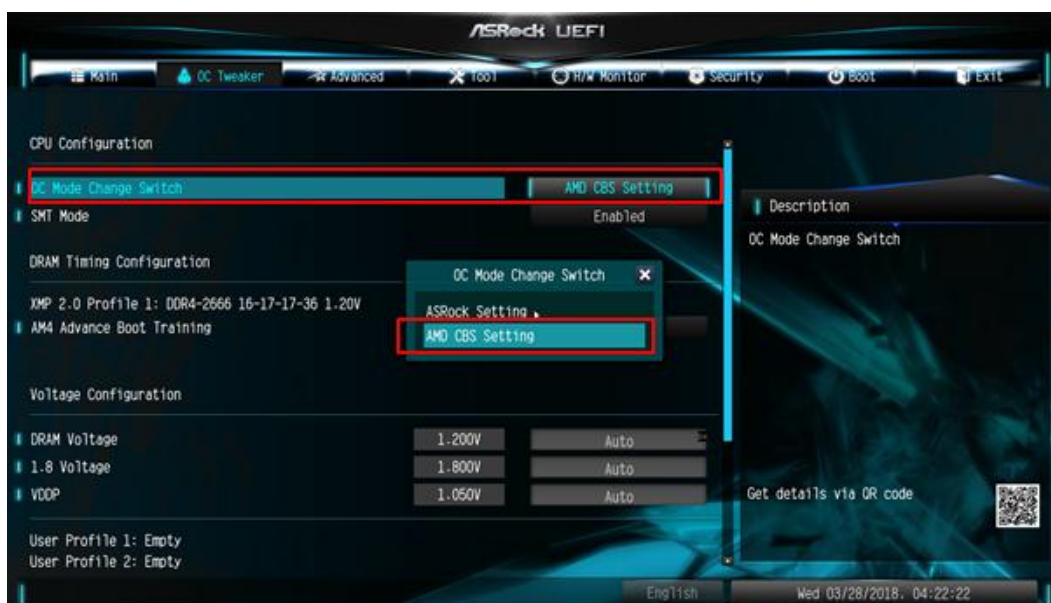 ASRock UEFI
Main OC Tweaker Advanced Tool H/W Monitor Security Boot Exit
CPU Configuration
OC Mode Change Switch AMD CBS Setting
SMT Mode Enabled
Description
OC Mode Change Switch
DRAM Timing Configuration
XMP 2.0 Profile 1: DDR4-2666 16-17-17-36 1.20V
AM4 Advance Boot Training
OC Mode Change Switch
ASRock Setting
AMD CBS Setting
Voltage Configuration
DRAM Voltage 1.200V Auto
1.8 Voltage 1.800V Auto
VDDP 1.050V Auto
Get details via QR code
User Profile 1: Empty
User Profile 2: Empty
English Wed 03/28/2018. 04:22:22